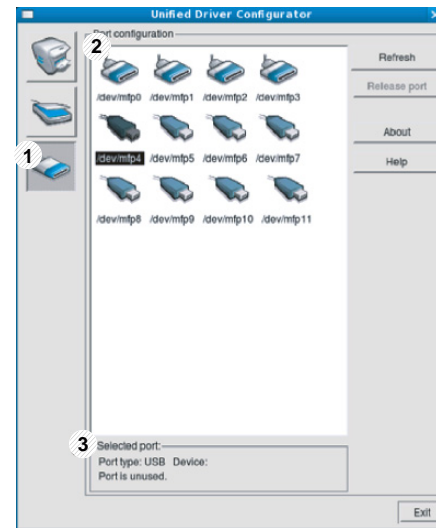 Unified Driver Configurator
2
Port configuration
/dev/mfp0 /dev/mfp1 /dev/mfp2 /dev/mfp3
/dev/mfp4 /dev/mfp5 /dev/mfp6 /dev/mfp7
/dev/mfp8 /dev/mfp9 /dev/mfp10 /dev/mfp11
Refresh
Release port
About
Help
1
3
Selected port:
Port type: USB Device:
Port is unused.
Exit